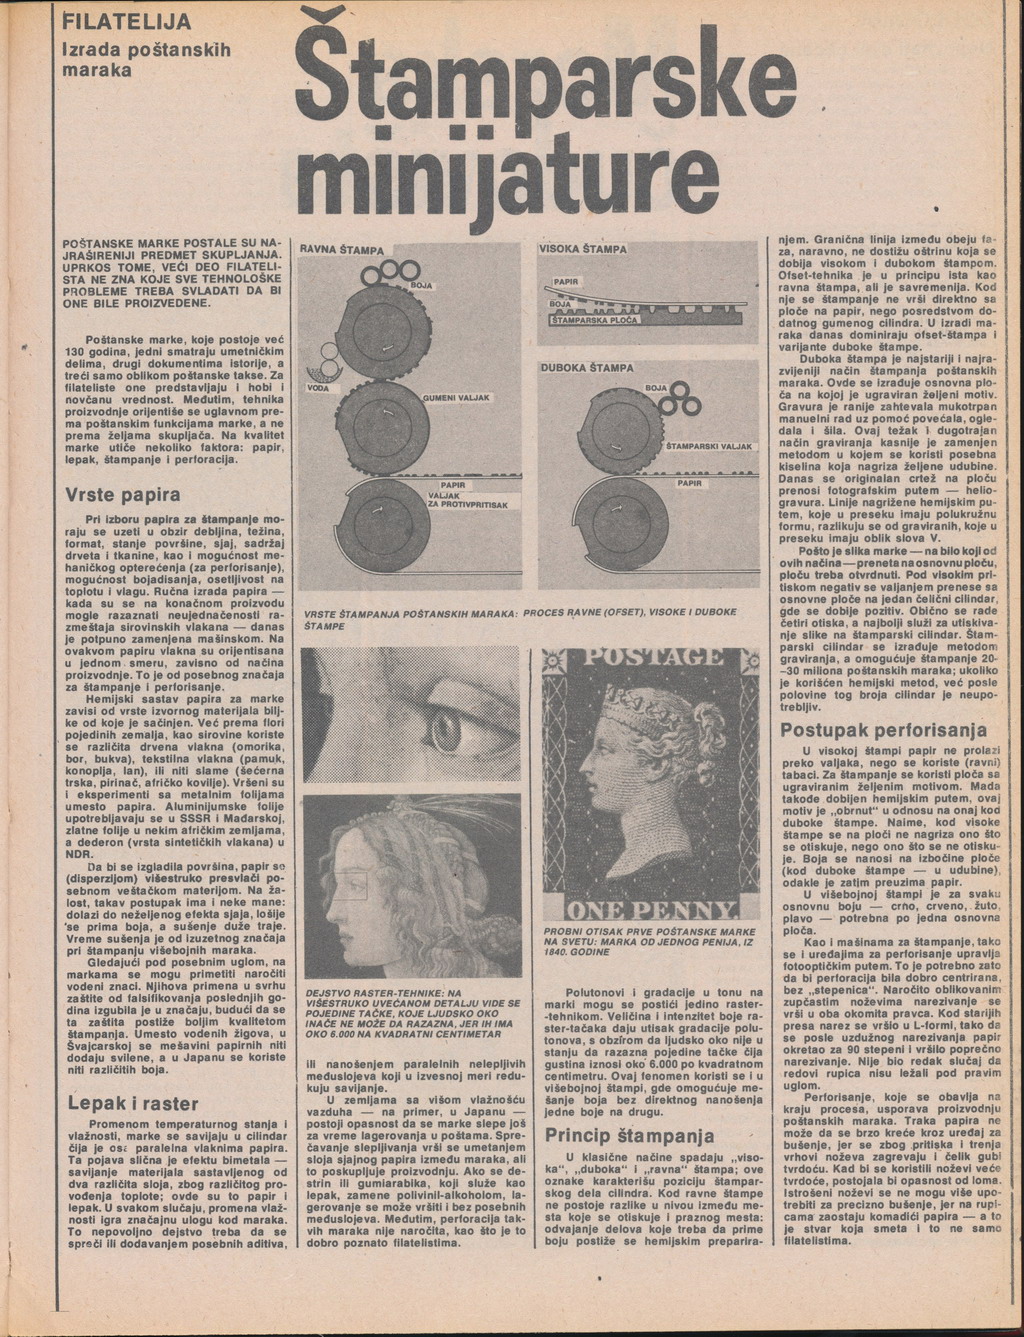 FILATELIJA
Izrada poštanskih
maraka
Štamparske
minijature
POŠTANSKE MARKE POSTALE SU NA-
JRAŠIRENIJI PREDMET SKUPLJANJA.
UPRKOS TOME, VEĆI DEO FILATELI-
STA NE ZNA KOJE SVE TEHNOLOŠKE
PROBLEME TREBA SVLADATI DA BI
ONE BILE PROIZVEDENE.
Poštanske marke, koje postoje već
130 godina, jedni smatraju umetničkim
delima, drugi dokumentima istorije, a
treći samo oblikom poštanske takse. Za
filateliste one predstavljaju i hobi i
novčanu vrednost. Međutim, tehnika
proizvodnje orijentiše se uglavnom pre-
ma poštanskim funkcijama marke, a ne
prema željama skupljača. Na kvalitet
marke utiče nekoliko faktora: papir,
lepak, štampanje i perforacija.
Vrste papira
Pri izboru papira za štampanje mo-
raju se uzeti u obzir debljina, težina,
format, stanje površine, sjaj, sadržaj
drveta i tkanine, kao i mogućnost me-
haničkog opterećenja (za perforisanje),
mogućnost bojadisanja, osetljivost na
toplotu i vlagu. Ručna izrada papira —
kada su se na konačnom proizvodu
mogle razaznati neujednačenosti ra-
zmeštaja sirovinskih vlakana — danas
je potpuno zamenjena mašinskom. Na
ovakvom papiru vlakna su orijentisana
u jednom smeru, zavisno od načina
proizvodnje. To je od posebnog značaja
za štampanje i perforisanje.
Hemijski sastav papira za marke
zavisi od vrste izvornog materijala bilj-
ke od koje je sačinjen. Već prema flori
pojedinih zemalja, kao sirovine koriste
se različita drvena vlakna (omorika,
bor, bukva), tekstilna vlakna (pamuk,
konoplja, lan), ili niti slame (šećerna
trska, pirinač, afričko kovilje). Vršeni su
i eksperimenti sa metalnim folijama
umesto papira. Aluminijumske folije
upotrebljavaju se u SSSR i Mađarskoj,
zlatne folije u nekim afričkim zemljama,
a dederon (vrsta sintetičkih vlakana) u
NDR.
Da bi se izgladila površina, papir se
(disperzijom) višestruko presvlači po-
sebnom veštačkom materijom. Na ža-
lost, takav postupak ima i neke mane:
dolazi do neželjenog efekta sjaja, lošije
se prima boja, a sušenje duže traje.
Vreme sušenja je od izuzetnog značaja
pri štampanju višebojnih maraka.
Gledajući pod posebnim uglom, na
markama se mogu primetiti naročiti
vodeni znaci. Njihova primena u svrhu
zaštite od falsifikovanja poslednjih go-
dina izgubila je u značaju, budući da se
ta zaštita postiže boljim kvalitetom
štampanja. Umesto vodenih žigova, u
Švajcarskoj se mešavini papirnih niti
dodaju svilene, a u Japanu se koriste
niti različitih boja.
Lepak i raster
Promenom temperaturnog stanja i
vlažnosti, marke se savijaju u cilindar
čija je osa paralelna vlaknima papira.
Ta pojava slična je efektu bimetala —
savijanje materijala sastavljenog od
dva različita sloja, zbog različitog pro-
vođenja toplote; ovde su to papir i
lepak. U svakom slučaju, promena vlaž-
nosti igra značajnu ulogu kod maraka.
To nepovoljno dejstvo treba da se
spreči ili dodavanjem posebnih aditiva,
RAVNA ŠTAMPA
BOJA
VODA
GUMENI VALJAK
PAPIR
VALJAK
ZA PROTIVPRITISAK
VISOKA ŠTAMPA
PAPIR
BOJA
ŠTAMPARSKA PLOČA
DUBOKA ŠTAMPA
BOJA
ŠTAMPARSKI VALJAK
PAPIR
VRSTE ŠTAMPANJA POŠTANSKIH MARAKA: PROCES RAVNE (OFSET), VISOKE I DUBOKE
ŠTAMPE
DEJSTVO RASTER-TEHNIKE: NA
VIŠESTRUKO UVEĆANOM DETALJU VIDE SE
POJEDINE TAČKE, KOJE LJUDSKO OKO
INAČE NE MOŽE DA RAZAZNA, JER IH IMA
OKO 6.000 NA KVADRATNI CENTIMETAR
ili nanošenjem paralelnih nelepljivih
međuslojeva koji u izvesnoj meri redu-
kuju savijanje.
U zemljama sa višom vlažnošću
vazduha — na primer, u Japanu —
postoji opasnost da se marke slepe još
za vreme lagerovanja u poštama. Spre-
čavanje slepljivanja vrši se umetanjem
sloja sjajnog papira između maraka, ali
to poskupljuje proizvodnju. Ako se de-
strin ili gumiarabika, koji služe kao
lepak, zamene polivinil-alkoholom, la-
gerovanje se može vršiti i bez posebnih
međuslojeva. Međutim, perforacija tak-
vih maraka nije naročita, kao što je to
dobro poznato filatelistima.
POSTAGE
ONE PENNY
PROBNI OTISAK PRVE POŠTANSKE MARKE
NA SVETU: MARKA OD JEDNOG PENIJA, IZ
1840. GODINE
Polutonovi i gradacije u tonu na
marki mogu se postići jedino raster-
-tehnikom. Veličina i intenzitet boje ra-
ster-tačaka daju utisak gradacije polu-
tonova, s obzirom da ljudsko oko nije u
stanju da razazna pojedine tačke čija
gustina iznosi oko 6.000 po kvadratnom
centimetru. Ovaj fenomen koristi se i u
višebojnoj štampi, gde omogućuje me-
šanje boja bez direktnog nanošenja
jedne boje na drugu.
Princip štampanja
U klasične načine spadaju „viso-
ka“, „duboka“ i „ravna“ štampa; ove
oznake karakterišu poziciju štampar-
skog dela cilindra. Kod ravne štampe
ne postoje razlike u nivou između me-
sta koje se otiskuje i praznog mesta:
odvajanje delova koje treba da prime
boju postiže se hemijskim preparira-
njem. Granična linija između obeju fa-
za, naravno, ne dostižu oštrinu koja se
dobija visokom i dubokom štampom.
Ofset-tehnika je u principu ista kao
ravna štampa, ali je savremenija. Kod
nje se štampanje ne vrši direktno sa
ploče na papir, nego posredstvom do-
datnog gumenog cilindra. U izradi ma-
raka danas dominiraju ofset-štampa i
varijante duboke štampe.
Duboka štampa je najstariji i najra-
zvijeniji način štampanja poštanskih
maraka. Ovde se izrađuje osnovna plo-
ča na kojoj je ugraviran željeni motiv.
Gravura je ranije zahtevala mukotrpan
manuelni rad uz pomoć povećala, ogle-
dala i šila. Ovaj težak i dugotrajan
način graviranja kasnije je zamenjen
metodom u kojem se koristi posebna
kiselina koja nagriza željene udubine.
Danas se originalan crtež na ploču
prenosi fotografskim putem — helio-
gravura. Linije nagrižene hemijskim pu-
tem, koje u preseku imaju polukružnu
formu, razlikuju se od graviranih, koje u
preseku imaju oblik slova V.
Pošto je slika marke — na bilo koji od
ovih načina — preneta na osnovnu ploču,
ploču treba otvrdnuti. Pod visokim pri-
tiskom negativ se valjanjem prenese sa
osnovne ploče na jedan čelični cilindar,
gde se dobije pozitiv. Obično se rade
četiri otiska, a najbolji služi za utiskiva-
nje slike na štamparski cilindar. Štam-
parski cilindar se izrađuje metodom
graviranja, a omogućuje štampanje 20-
-30 miliona poštanskih maraka; ukoliko
je korišćen hemijski metod, već posle
polovine tog broja cilindar je neupo-
trebljiv.
Postupak perforisanja
U visokoj štampi papir ne prolazi
preko valjaka, nego se koriste (ravni)
tabaci. Za štampanje se koristi ploča sa
ugraviranim željenim motivom. Mada
takođe dobijen hemijskim putem, ovaj
motiv je „obrnut“ u odnosu na onaj kod
duboke štampe. Naime, kod visoke
štampe se na ploči ne nagriza ono što
se otiskuje, nego ono što se ne otisku-
je. Boja se nanosi na izbočine ploče
(kod duboke štampe — u udubine),
odakle je zatim preuzima papir.
U višebojnoj štampi je za svaku
osnovnu boju — crno, crveno, žuto,
plavo — potrebna po jedna osnovna
ploča.
Kao i mašinama za štampanje, tako
se i uređajima za perforisanje upravlja
fotooptičkim putem. To je potrebno zato
da bi perforacija bila dobro centrirana,
bez „stepenica“. Naročito oblikovanim
zupčastim noževima narezivanje se
vrši u oba okomita pravca. Kod starijih
presa narez se vršio u L-formi, tako da
se posle uzdužnog narezivanja papir
okretao za 90 stepeni i vršilo poprečno
narezivanje. Nije bio redak slučaj da
redovi rupica nisu ležali pod pravim
uglom.
Perforisanje, koje se obavlja na
kraju procesa, usporava proizvodnju
poštanskih maraka. Traka papira ne
može da se brzo kreće kroz uređaj za
bušenje, jer se zbog pritiska i trenja
vrhovi noževa zagrevaju i čelik gubi
tvrdoću. Kad bi se koristili noževi veće
tvrdoće, postojala bi opasnost od loma.
Istrošeni noževi se ne mogu više upo-
trebiti za precizno bušenje, jer na rupi-
cama zaostaju komadići papira — a to
je stvar koja smeta i to ne samo
filatelistima.